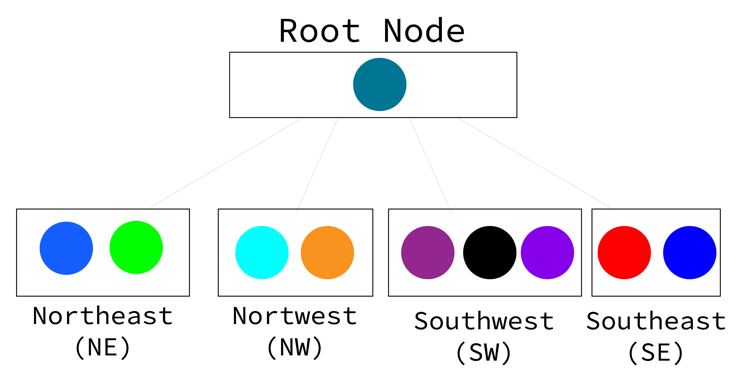 Root Node
Northeast
(NE)
Nortwest
(NW)
Southwest
(SW)
Southeast
(SE)